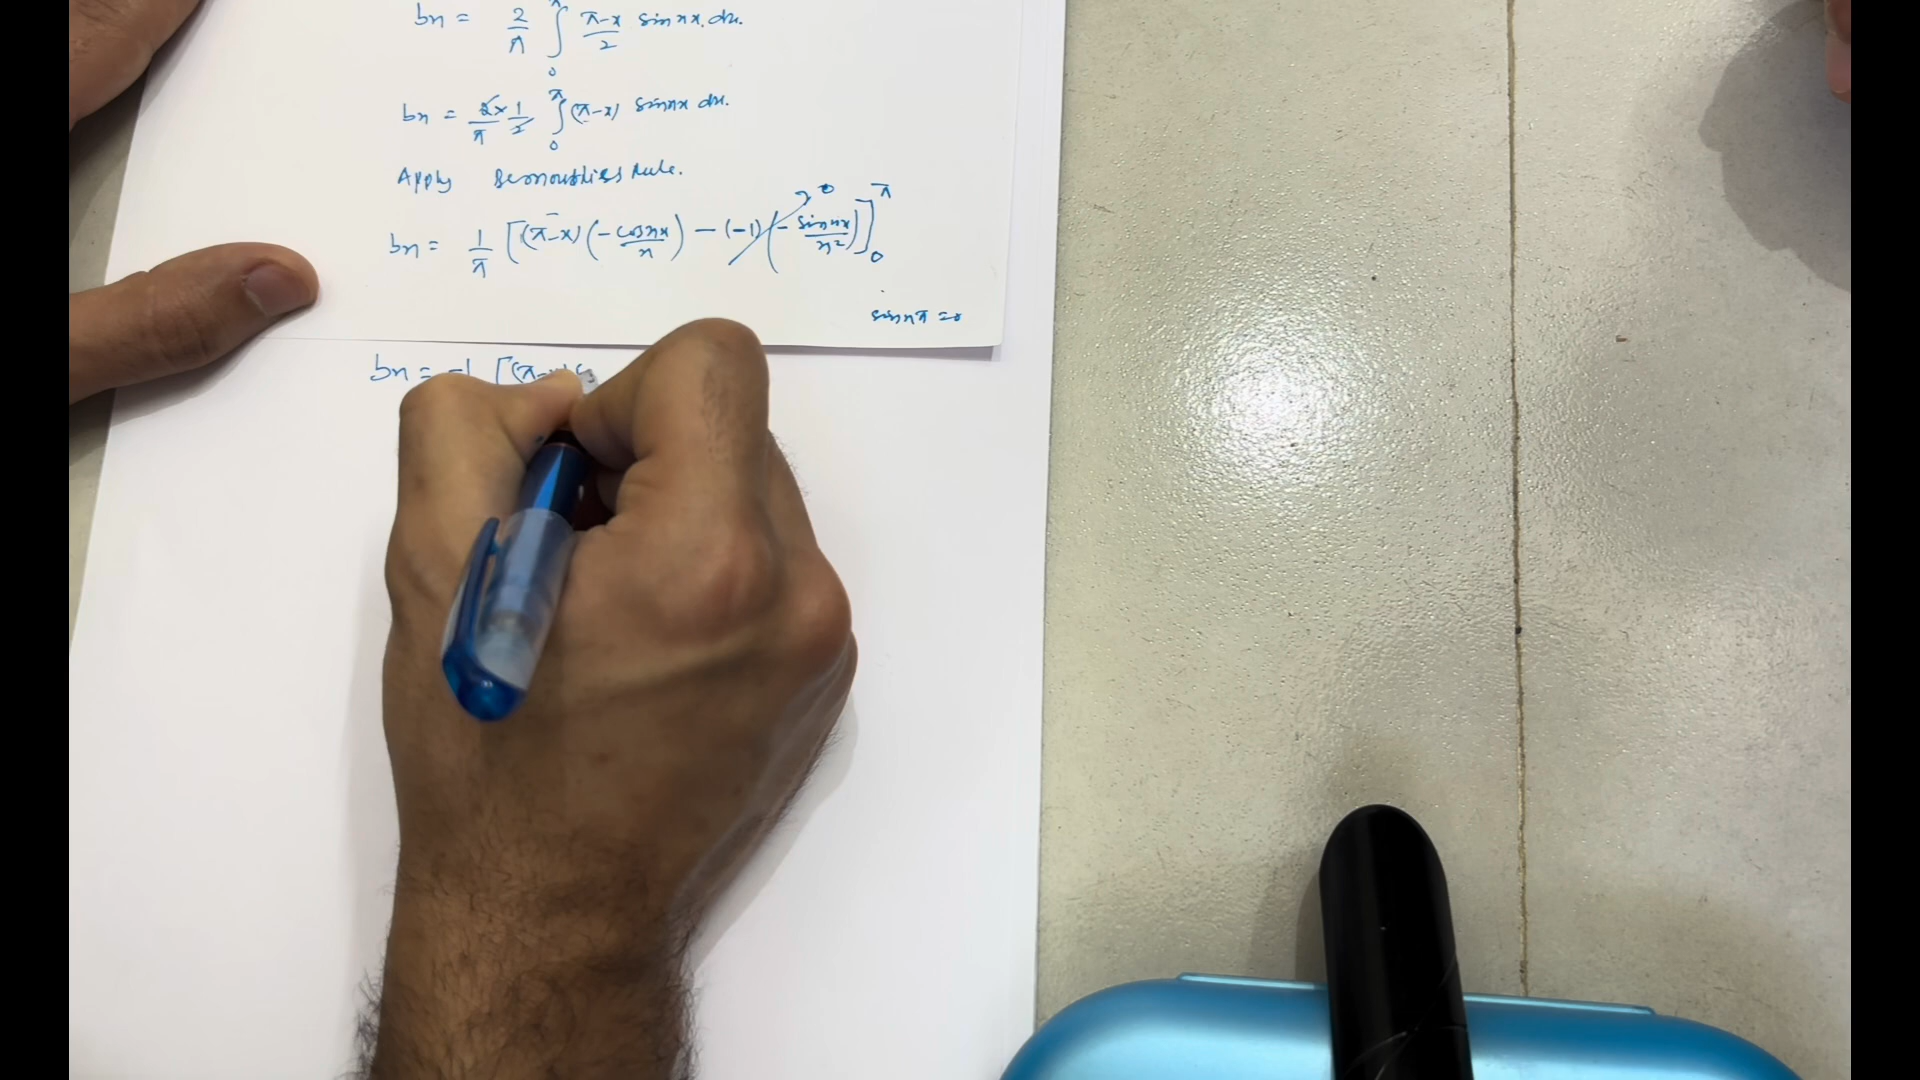 bn = 2/π ∫₀^π π-x/2 sin nx. dx.
bn = 2/π × 1/2 ∫₀^π (π-x) sin nx dx.
Apply Rule.
bn = 1/π [(π-x) (-cos nx/n) - (-1) (-sin nx/n²)]₀^π
0
sin nπ = 0
bn = -1 [(π-x)